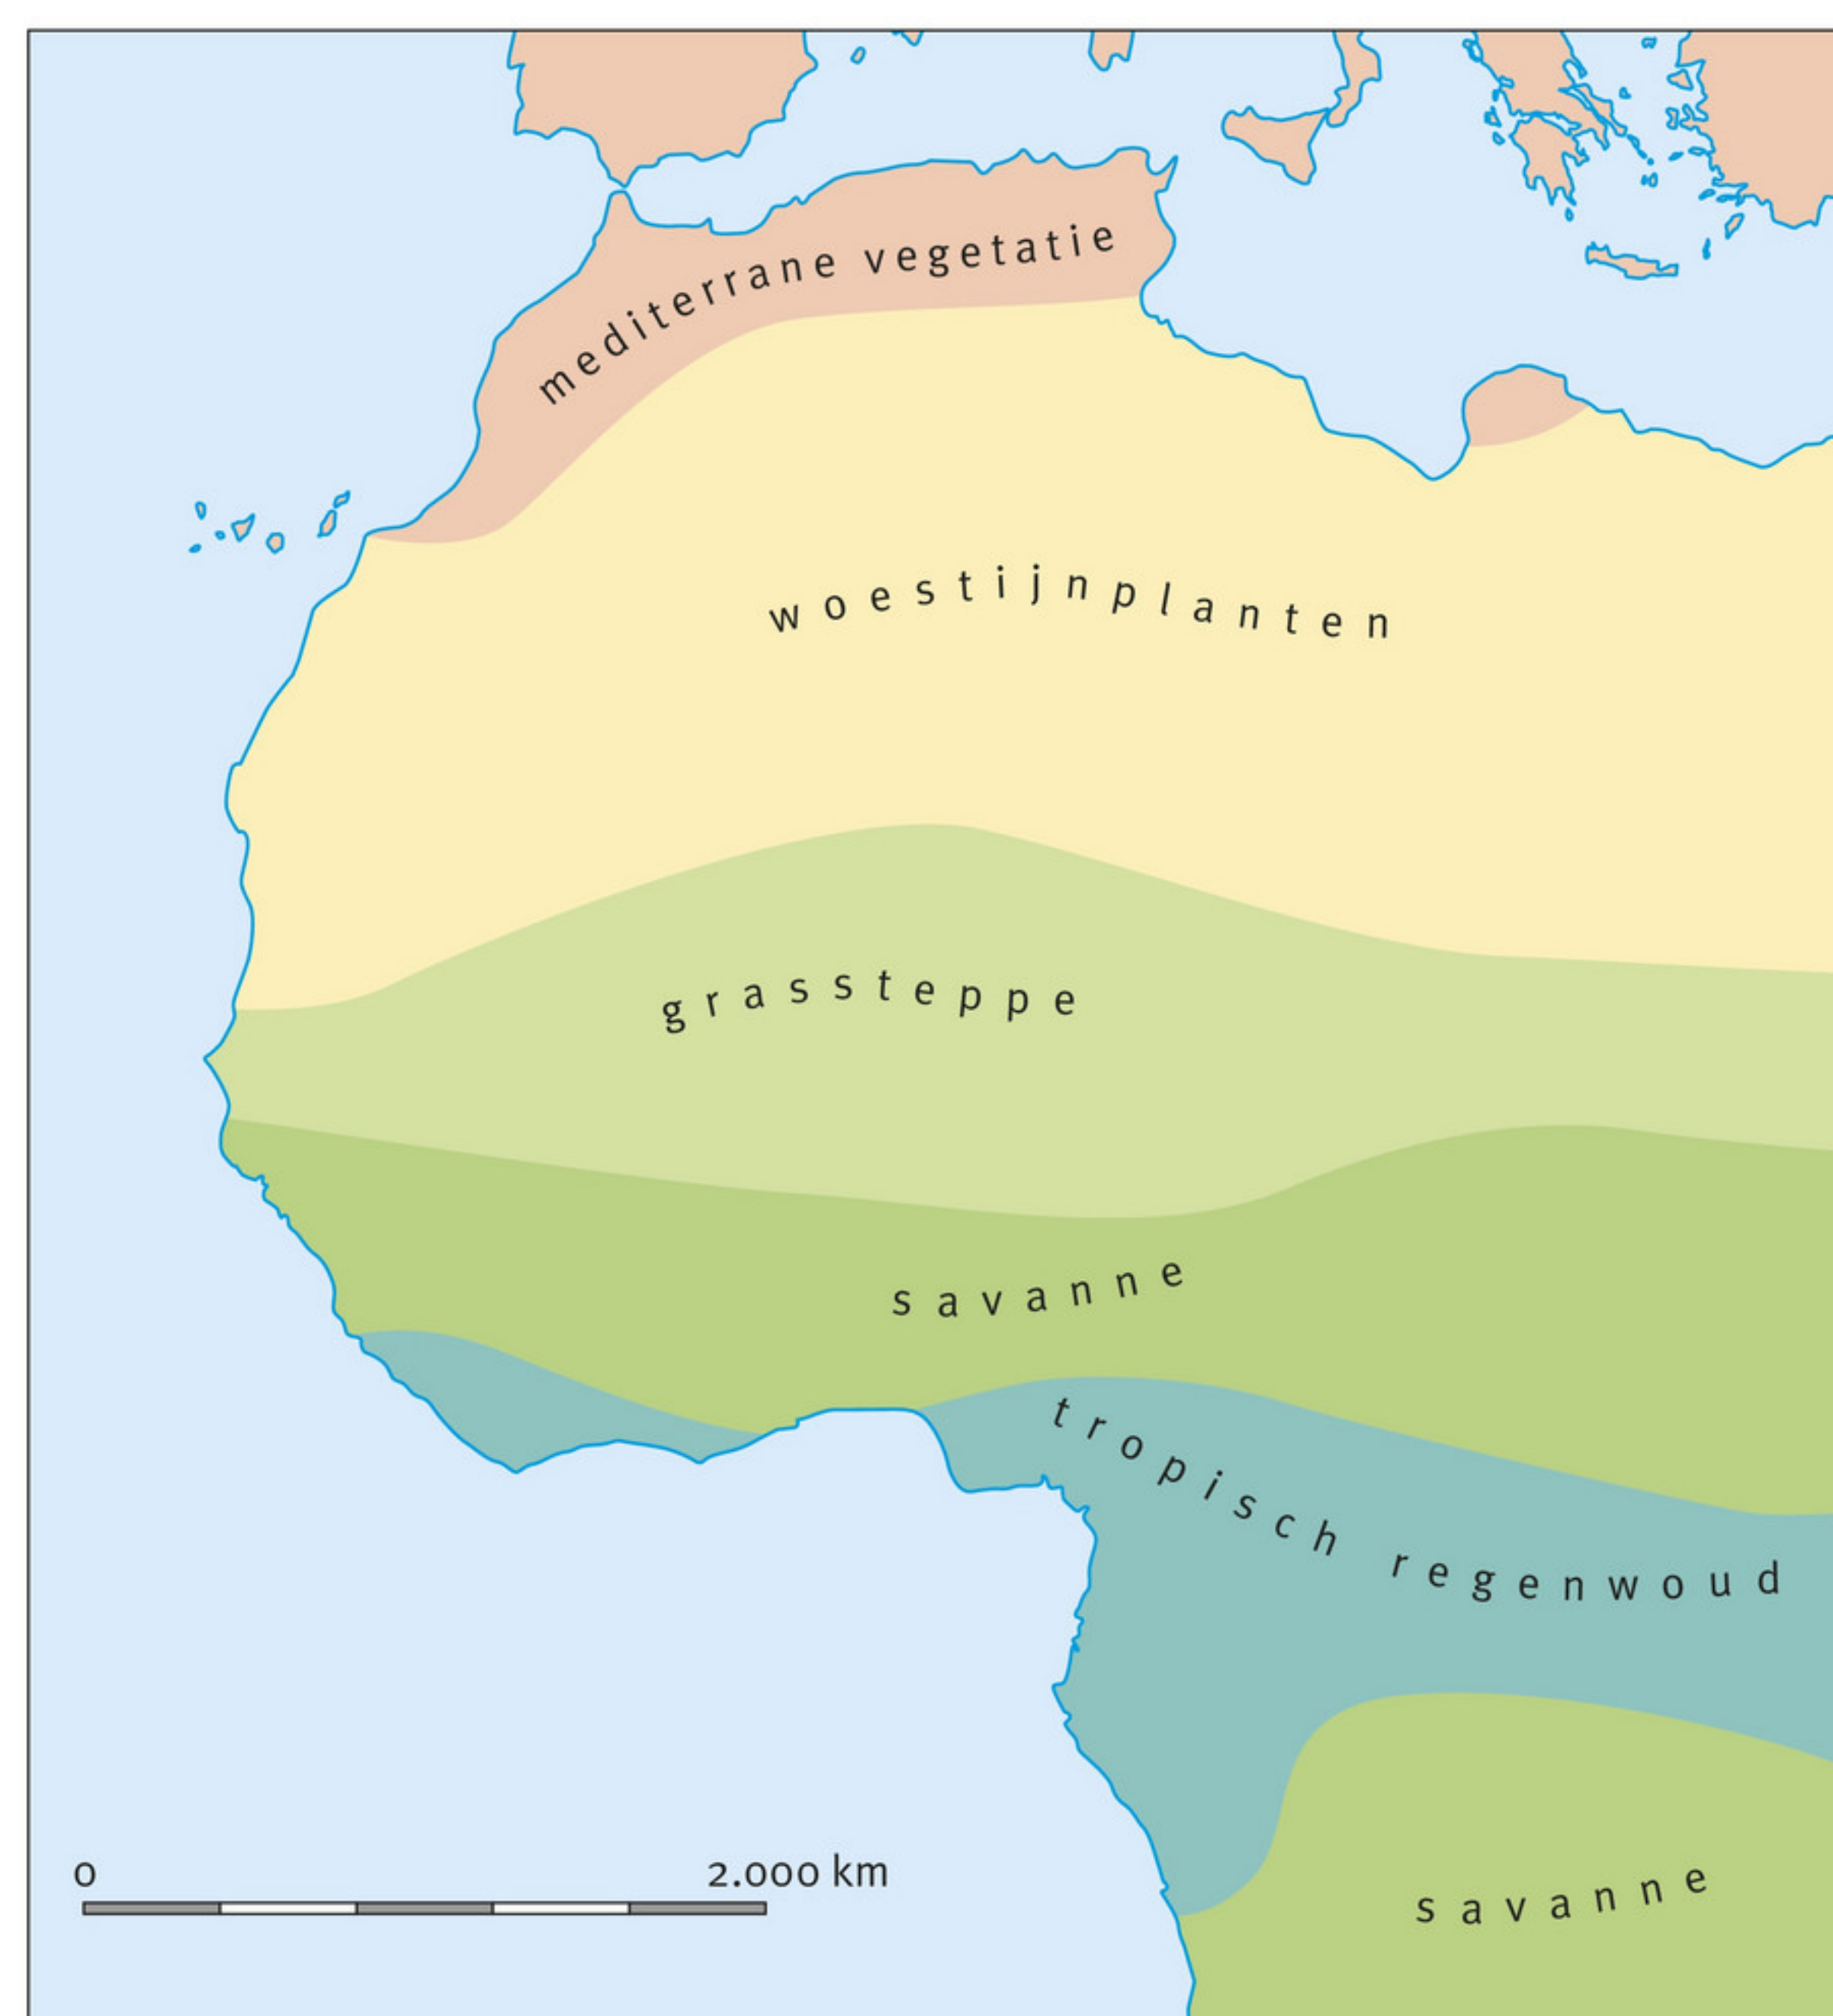 mediterrane vegetatie
woestijnplanten
grassteppe
savanne
tropisch regenwoud
savanne
0 2.000 km